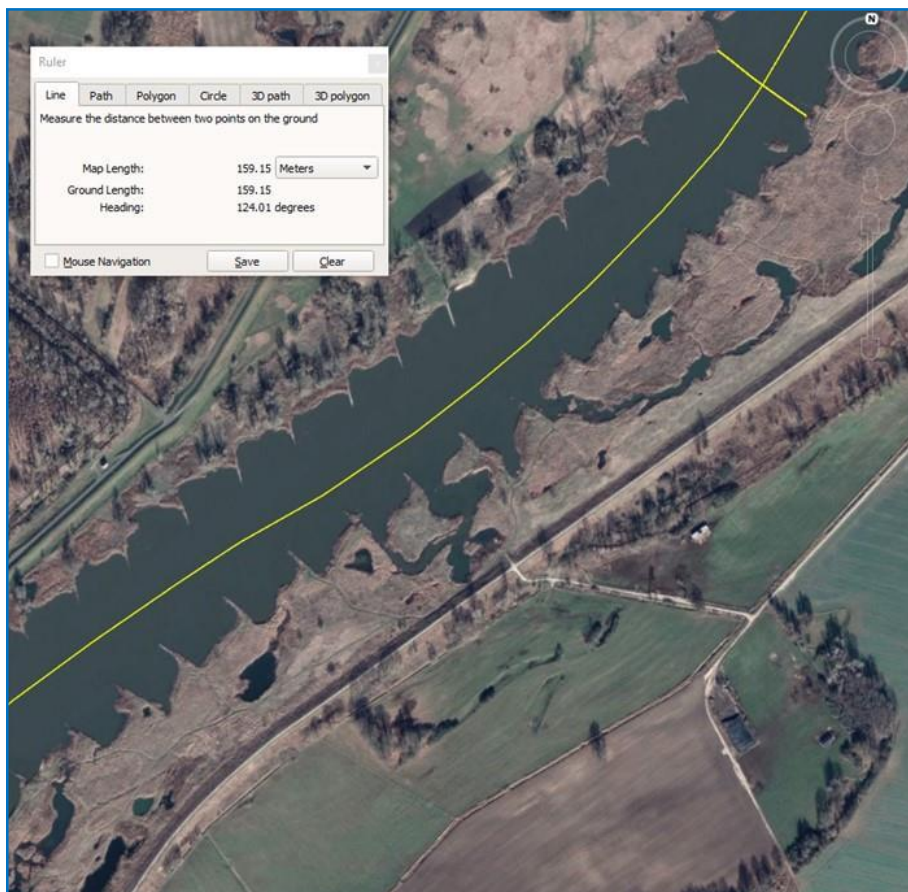 N
Ruler
Line Path Polygon Circle 3D path 3D polygon
Measure the distance between two points on the ground
Map Length: 159.15 Meters
Ground Length: 159.15
Heading: 124.01 degrees
Mouse Navigation Save Clear